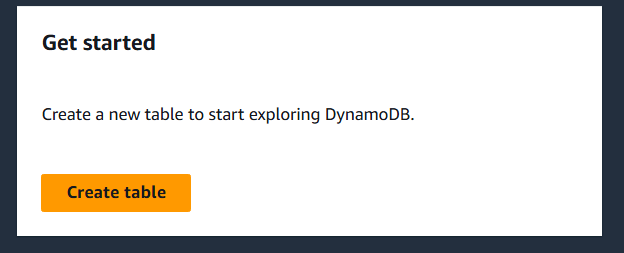 Get started
Create a new table to start exploring DynamoDB.
Create table